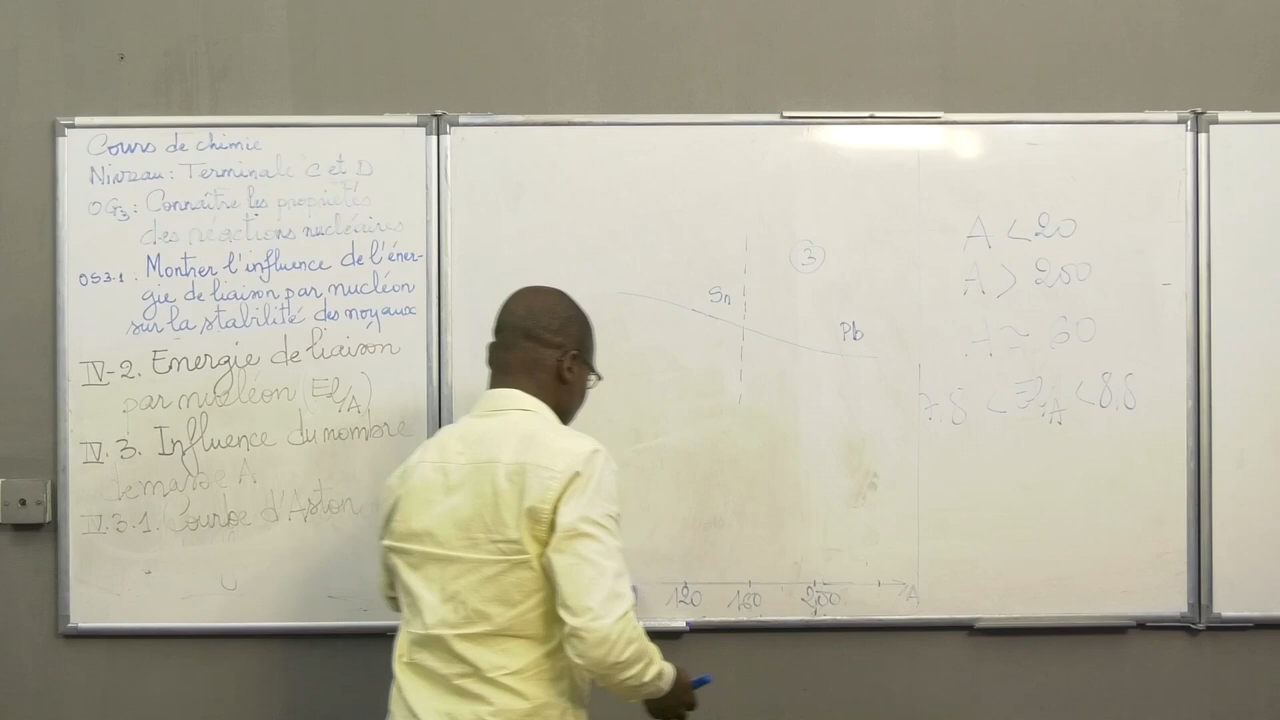 Cours de chimie
Niveau: Terminale C et D
OG3: Connaître les propriétés
des réactions nucléaires
OS3.1. Montrer l'influence de l'éner-
gie de liaison par nucléon
sur la stabilité des noyaux
IV-2. Energie de liaison
par nucléon (El/A)
IV.3. Influence du nombre
de masse A
IV.3.1. Courbe d'Aston
3
Sn
Pb
120 160 200 A
A < 20
A > 200
A ≃ 60
7.8 < El/A < 8,8